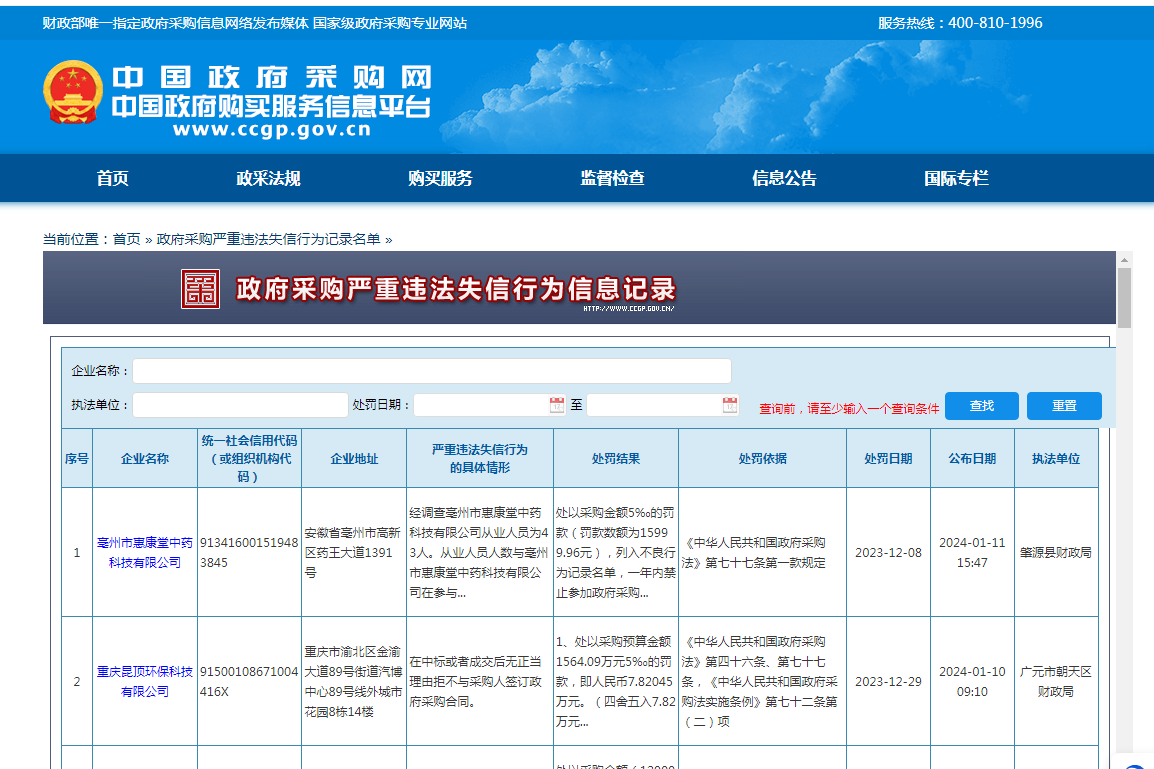 财政部唯一指定政府采购信息网络发布媒体 国家级政府采购专业网站
服务热线：400-810-1996
中国政府采购网
中国政府购买服务信息平台
www.ccgp.gov.cn
首页 政采法规 购买服务 监督检查 信息公告 国际专栏
当前位置：首页 » 政府采购严重违法失信行为记录名单 »
政府采购严重违法失信行为信息记录
HTTP://WWW.CCGP.GOV.CN/
企业名称：
执法单位： 处罚日期： 至 查询前，请至少输入一个查询条件 查找 重置
序号
企业名称
统一社会信用代码
（或组织机构代
码）
企业地址
严重违法失信行为
的具体情形
处罚结果
处罚依据
处罚日期
公布日期
执法单位
1
亳州市惠康堂中药
科技有限公司
91341600151948
3845
安徽省亳州市高新
区药王大道1391
号
经调查亳州市惠康堂中药
科技有限公司从业人员为4
3人。从业人员人数与亳州
市惠康堂中药科技有限公
司在参与...
处以采购金额5‰的罚
款（罚款数额为1599
9.96元），列入不良行
为记录名单，一年内禁
止参加政府采购...
《中华人民共和国政府采购
法》第七十七条第一款规定
2023-12-08
2024-01-11
15:47
肇源县财政局
2
重庆昆顶环保科技
有限公司
91500108671004
416X
重庆市渝北区金渝
大道89号街道汽博
中心89号线外城市
花园8栋14楼
在中标或者成交后无正当
理由拒不与采购人签订政
府采购合同。
1、处以采购预算金额
1564.09万元5‰的罚
款，即人民币7.82045
万元。（四舍五入7.82
万元...
《中华人民共和国政府采购
法》第四十六条、第七十七
条，《中华人民共和国政府采
购法实施条例》第七十二条第
（二）项
2023-12-29
2024-01-10
09:10
广元市朝天区
财政局